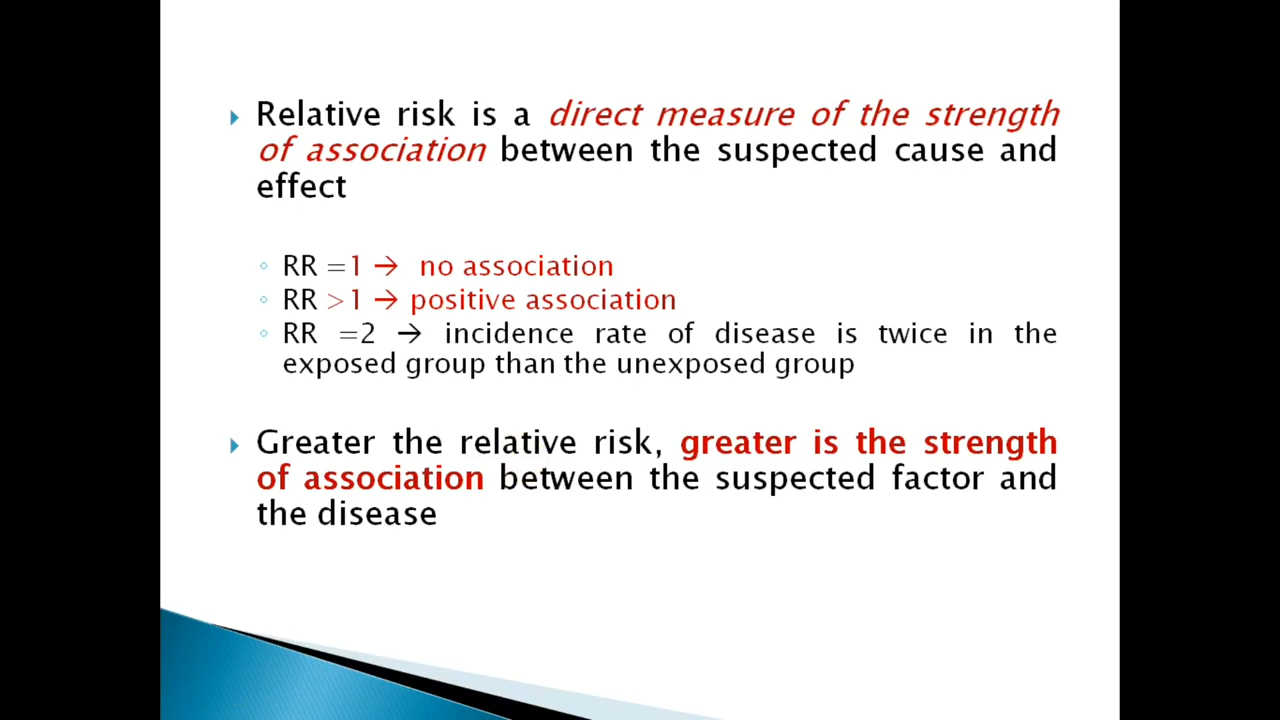 Relative risk is a direct measure of the strength
of association between the suspected cause and
effect
RR =1 → no association
RR >1 → positive association
RR =2 → incidence rate of disease is twice in the
exposed group than the unexposed group
Greater the relative risk, greater is the strength
of association between the suspected factor and
the disease